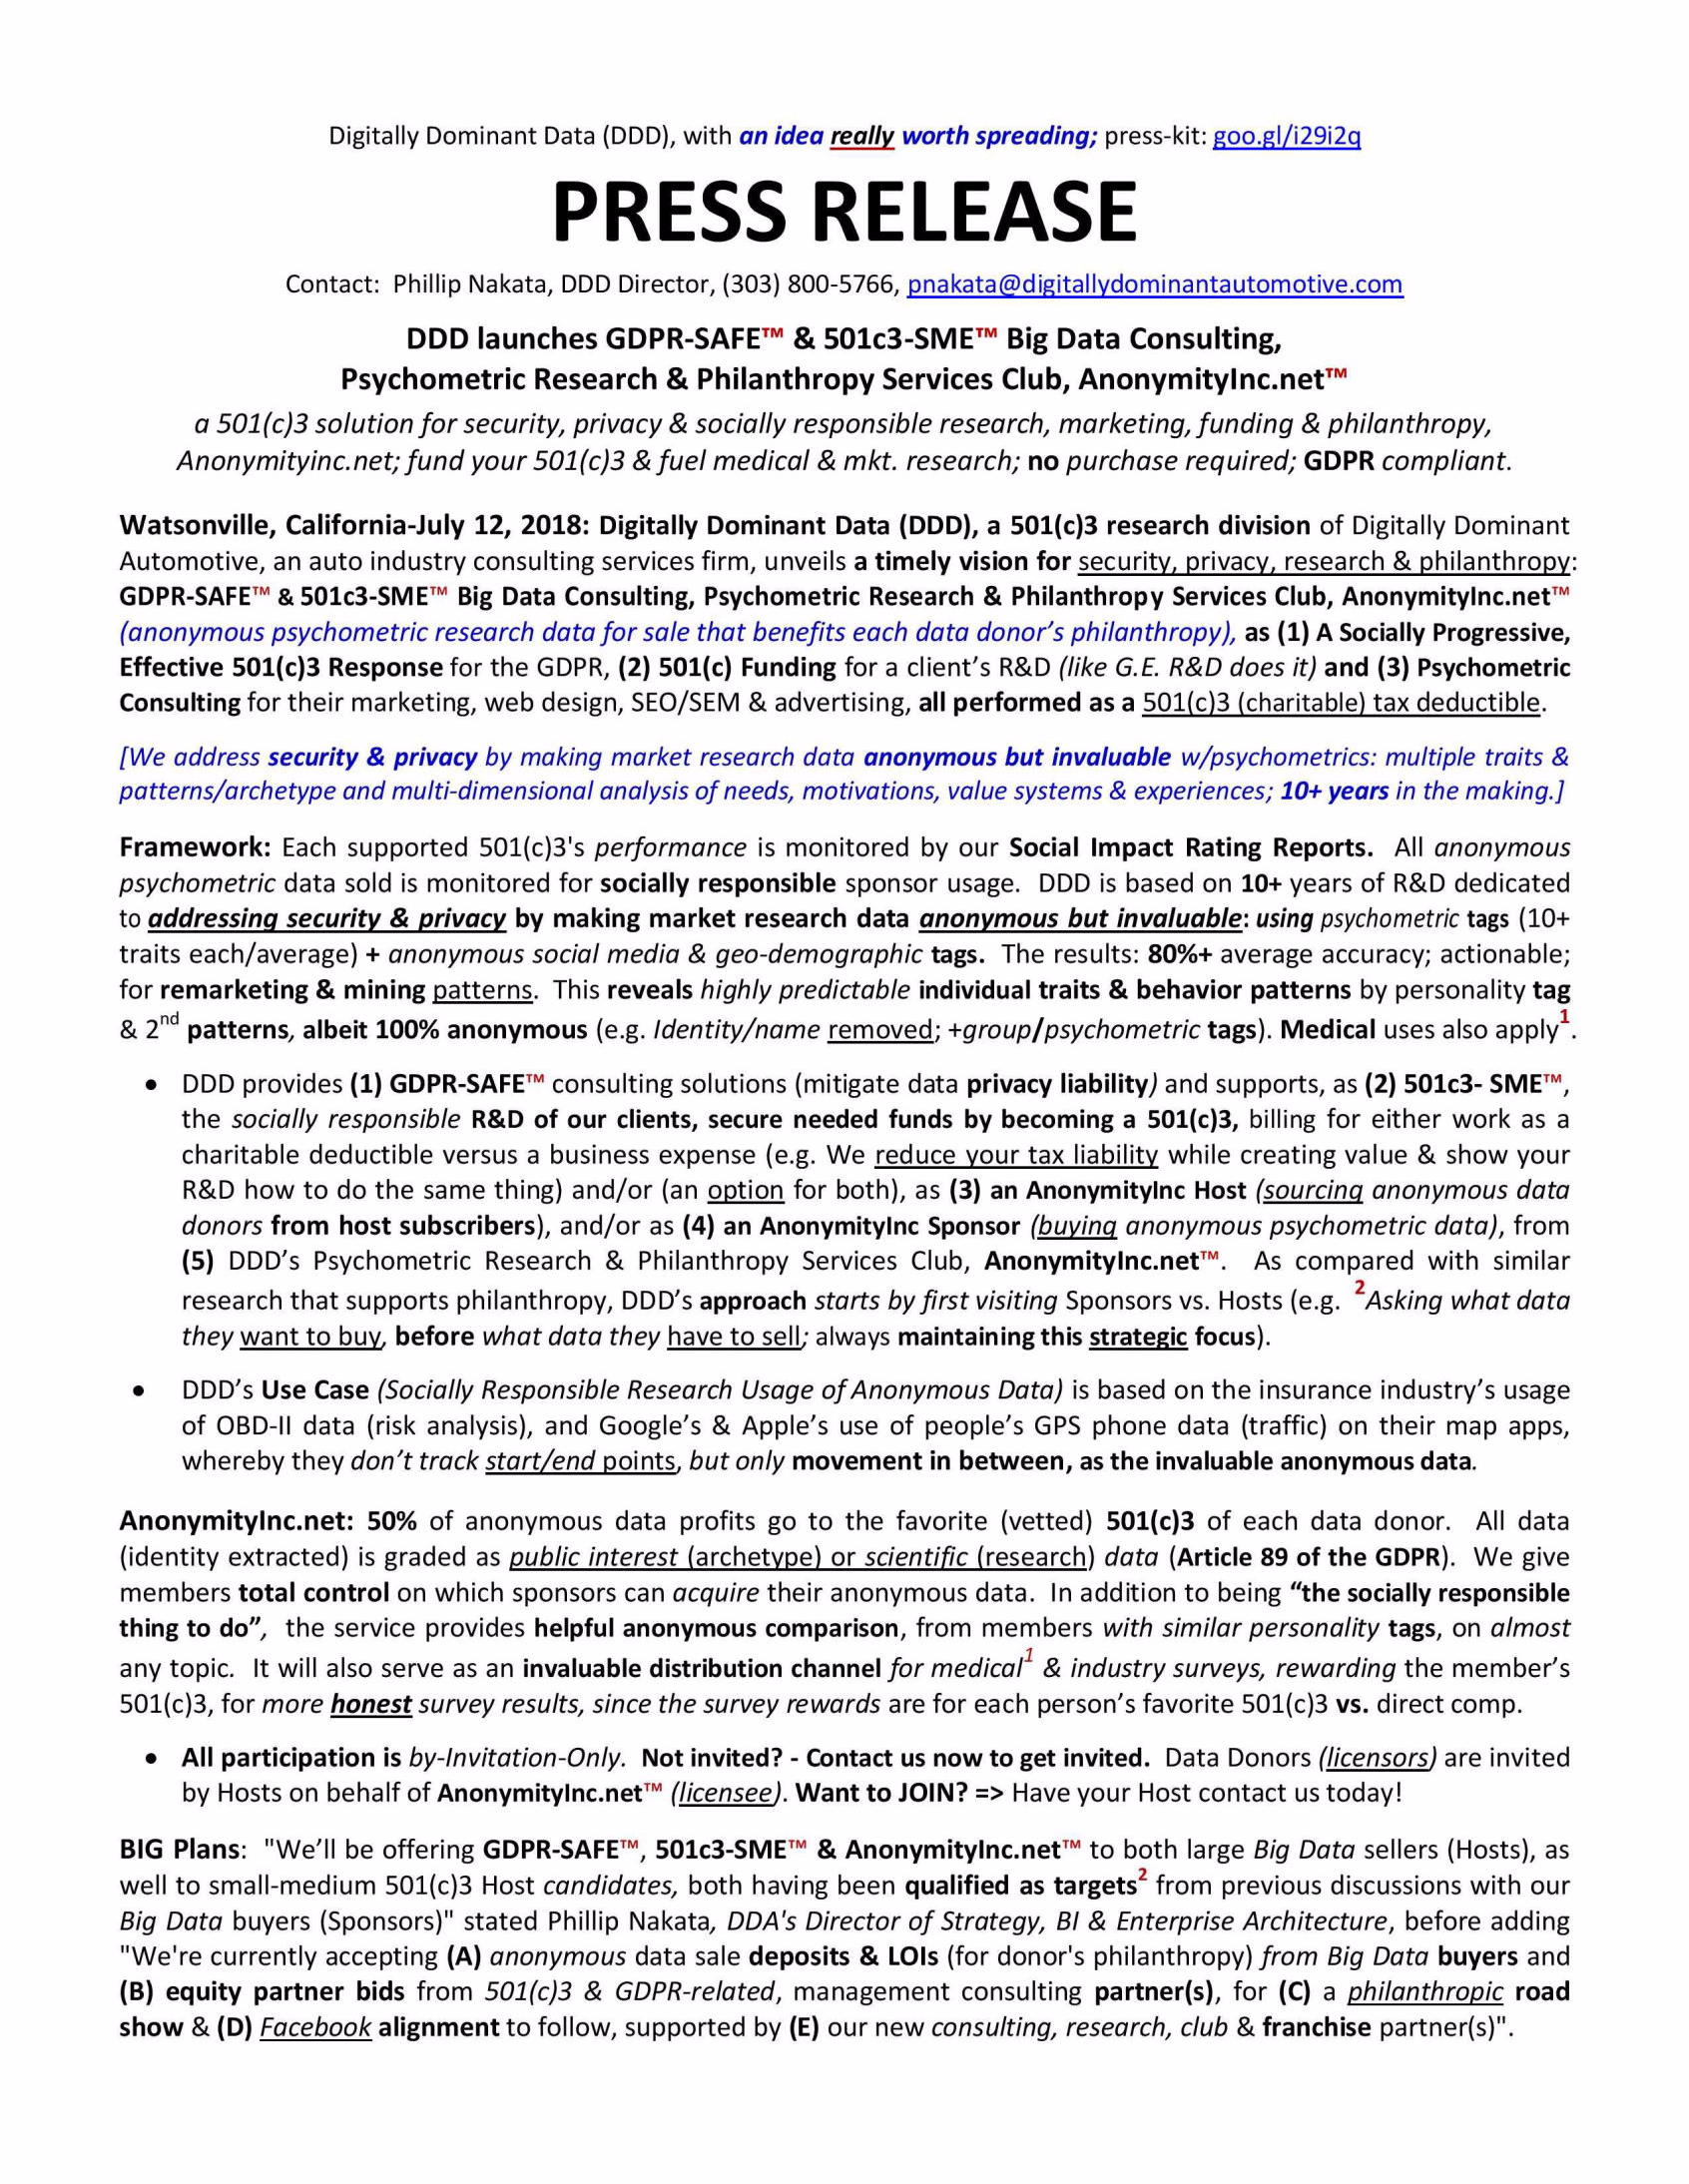 Digitally Dominant Data (DDD), with an idea really worth spreading; press-kit: goo.gl/i29i2q
PRESS RELEASE
Contact:  Phillip Nakata, DDD Director, (303) 800-5766, pnakata@digitallydominantautomotive.com
DDD launches GDPR-SAFE™ & 501c3-SME™ Big Data Consulting,
Psychometric Research & Philanthropy Services Club, AnonymityInc.net™
a 501(c)3 solution for security, privacy & socially responsible research, marketing, funding & philanthropy,
Anonymityinc.net; fund your 501(c)3 & fuel medical & mkt. research; no purchase required; GDPR compliant.
Watsonville, California-July 12, 2018: Digitally Dominant Data (DDD), a 501(c)3 research division of Digitally Dominant
Automotive, an auto industry consulting services firm, unveils a timely vision for security, privacy, research & philanthropy:
GDPR-SAFE™ & 501c3-SME™ Big Data Consulting, Psychometric Research & Philanthropy Services Club, AnonymityInc.net™
(anonymous psychometric research data for sale that benefits each data donor's philanthropy), as (1) A Socially Progressive,
Effective 501(c)3 Response for the GDPR, (2) 501(c) Funding for a client's R&D (like G.E. R&D does it) and (3) Psychometric
Consulting for their marketing, web design, SEO/SEM & advertising, all performed as a 501(c)3 (charitable) tax deductible.
[We address security & privacy by making market research data anonymous but invaluable w/psychometrics: multiple traits &
patterns/archetype and multi-dimensional analysis of needs, motivations, value systems & experiences; 10+ years in the making.]
Framework: Each supported 501(c)3's performance is monitored by our Social Impact Rating Reports.  All anonymous
psychometric data sold is monitored for socially responsible sponsor usage.  DDD is based on 10+ years of R&D dedicated
to addressing security & privacy by making market research data anonymous but invaluable: using psychometric tags (10+
traits each/average) + anonymous social media & geo-demographic tags.  The results: 80%+ average accuracy; actionable;
for remarketing & mining patterns.  This reveals highly predictable individual traits & behavior patterns by personality tag
& 2nd patterns, albeit 100% anonymous (e.g. Identity/name removed; +group/psychometric tags). Medical uses also apply1.
• DDD provides (1) GDPR-SAFE™ consulting solutions (mitigate data privacy liability) and supports, as (2) 501c3- SME™,
the socially responsible R&D of our clients, secure needed funds by becoming a 501(c)3, billing for either work as a
charitable deductible versus a business expense (e.g. We reduce your tax liability while creating value & show your
R&D how to do the same thing) and/or (an option for both), as (3) an AnonymityInc Host (sourcing anonymous data
donors from host subscribers), and/or as (4) an AnonymityInc Sponsor (buying anonymous psychometric data), from
(5) DDD's Psychometric Research & Philanthropy Services Club, AnonymityInc.net™.  As compared with similar
research that supports philanthropy, DDD's approach starts by first visiting Sponsors vs. Hosts (e.g. 2Asking what data
they want to buy, before what data they have to sell; always maintaining this strategic focus).
• DDD's Use Case (Socially Responsible Research Usage of Anonymous Data) is based on the insurance industry's usage
of OBD-II data (risk analysis), and Google's & Apple's use of people's GPS phone data (traffic) on their map apps,
whereby they don't track start/end points, but only movement in between, as the invaluable anonymous data.
AnonymityInc.net: 50% of anonymous data profits go to the favorite (vetted) 501(c)3 of each data donor.  All data
(identity extracted) is graded as public interest (archetype) or scientific (research) data (Article 89 of the GDPR).  We give
members total control on which sponsors can acquire their anonymous data.  In addition to being “the socially responsible
thing to do”,  the service provides helpful anonymous comparison, from members with similar personality tags, on almost
any topic.  It will also serve as an invaluable distribution channel for medical1 & industry surveys, rewarding the member's
501(c)3, for more honest survey results, since the survey rewards are for each person's favorite 501(c)3 vs. direct comp.
• All participation is by-Invitation-Only.  Not invited? - Contact us now to get invited.  Data Donors (licensors) are invited
by Hosts on behalf of AnonymityInc.net™ (licensee). Want to JOIN? => Have your Host contact us today!
BIG Plans:  "We'll be offering GDPR-SAFE™, 501c3-SME™ & AnonymityInc.net™ to both large Big Data sellers (Hosts), as
well to small-medium 501(c)3 Host candidates, both having been qualified as targets2 from previous discussions with our
Big Data buyers (Sponsors)" stated Phillip Nakata, DDA's Director of Strategy, BI & Enterprise Architecture, before adding
"We're currently accepting (A) anonymous data sale deposits & LOIs (for donor's philanthropy) from Big Data buyers and
(B) equity partner bids from 501(c)3 & GDPR-related, management consulting partner(s), for (C) a philanthropic road
show & (D) Facebook alignment to follow, supported by (E) our new consulting, research, club & franchise partner(s)".